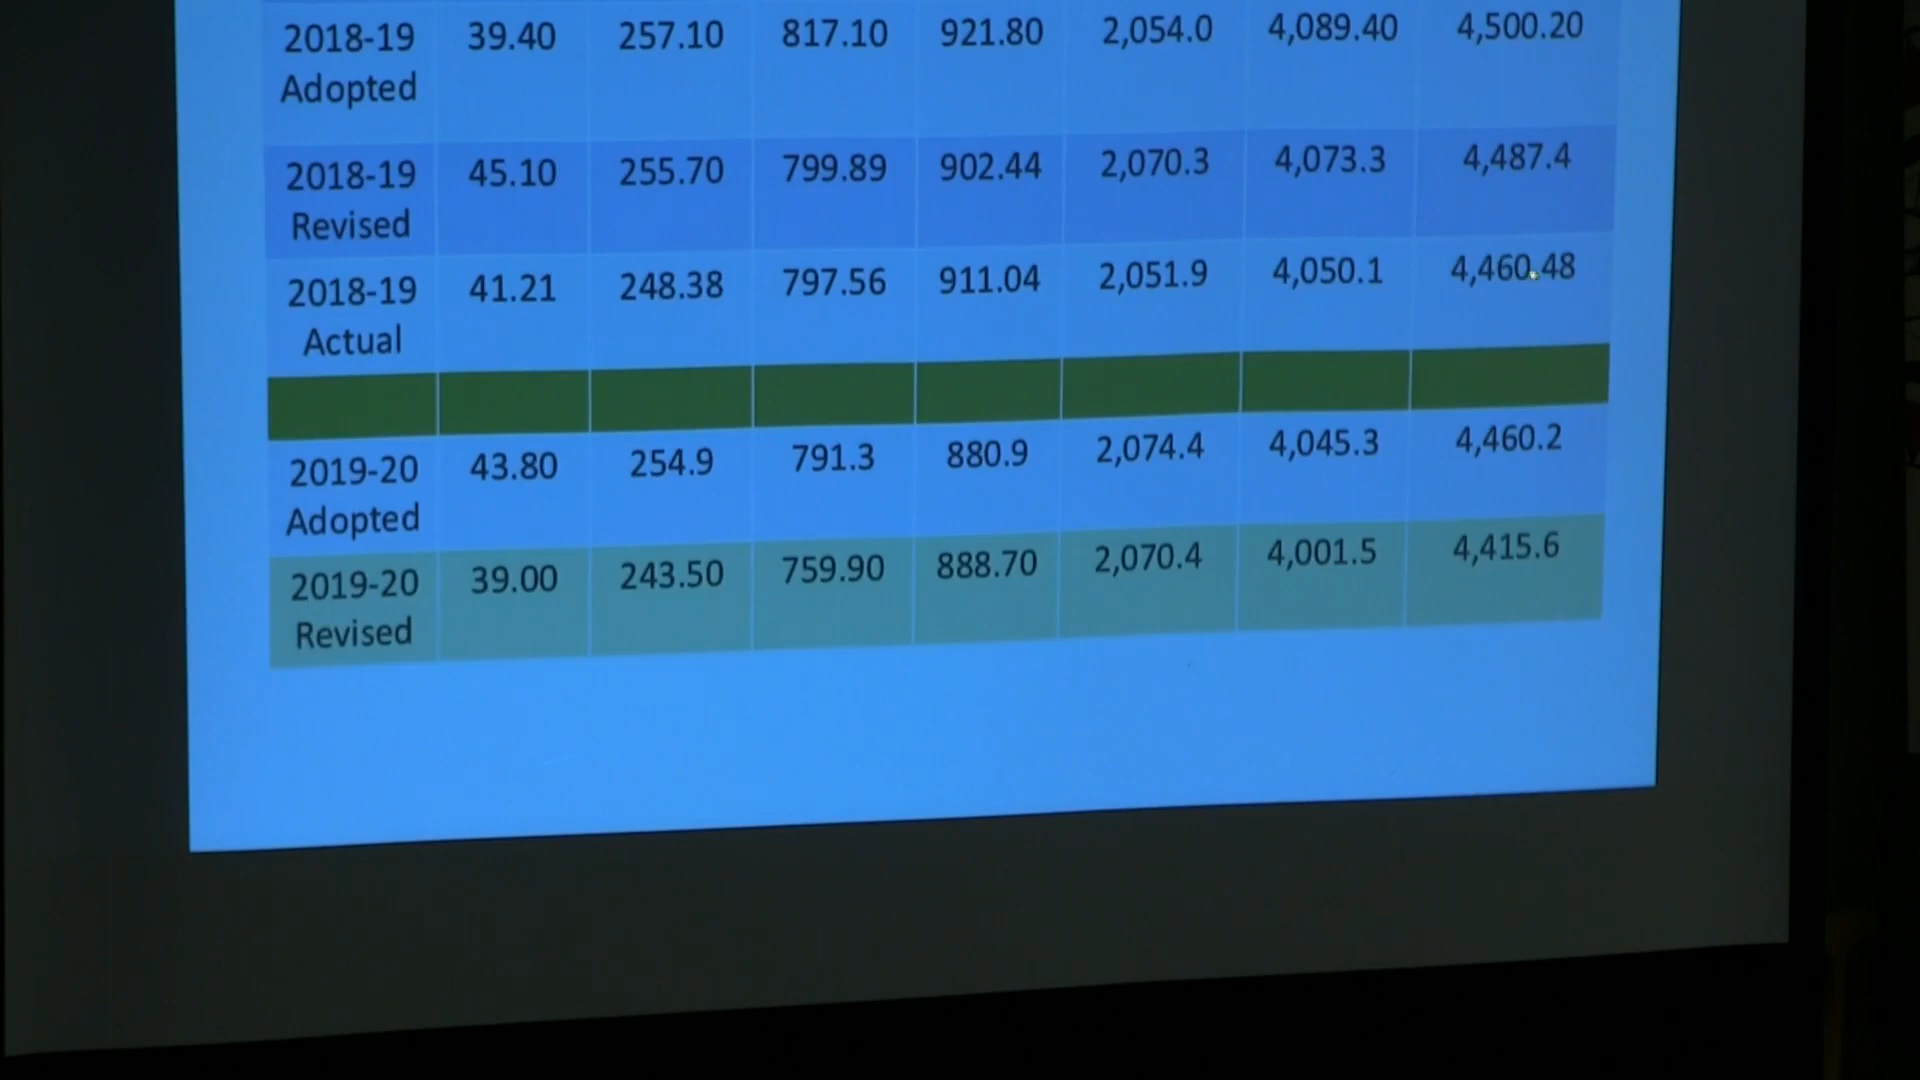 2018-19 Adopted 39.40 257.10 817.10 921.80 2,054.0 4,089.40 4,500.20
2018-19 Revised 45.10 255.70 799.89 902.44 2,070.3 4,073.3 4,487.4
2018-19 Actual 41.21 248.38 797.56 911.04 2,051.9 4,050.1 4,460.48
2019-20 Adopted 43.80 254.9 791.3 880.9 2,074.4 4,045.3 4,460.2
2019-20 Revised 39.00 243.50 759.90 888.70 2,070.4 4,001.5 4,415.6